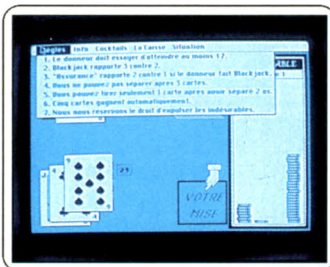 Règles Info Cocktails La Caisse Situation
1. Le donneur doit essayer d'atteindre au moins 17.
2. Blackjack rapporte 3 contre 2.
3. "Assurance" rapporte 2 contre 1 si le donneur fait Blackjack.
4. Vous ne pouvez pas séparer après 3 cartes.
5. Vous pouvez tirer seulement 1 carte après avoir séparé 2 as.
6. Cinq cartes gagnent automatiquement.
7. Nous nous réservons le droit d'expulser les indésirables.
VOTRE
MISE